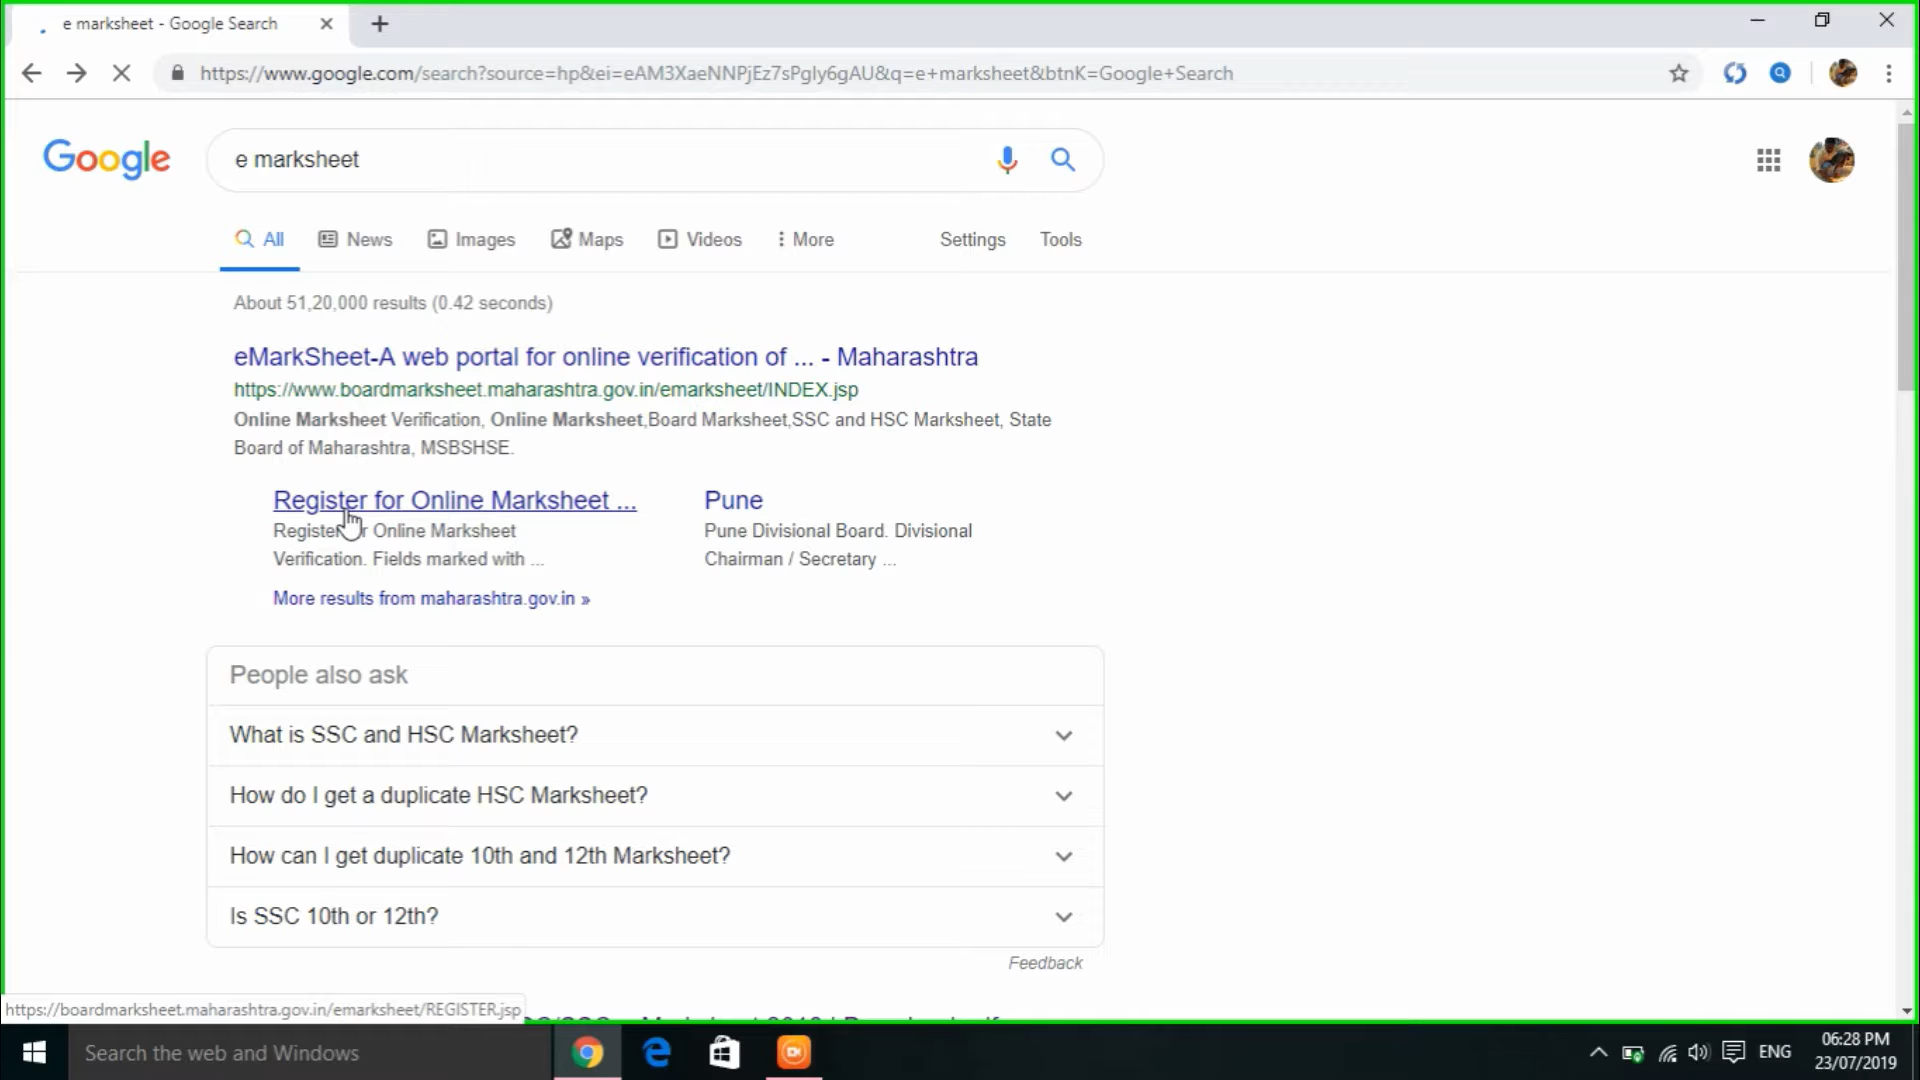 e marksheet - Google Search
https://www.google.com/search?source=hp&ei=eAM3XaeNNPjEz7sPgIy6gAU&q=e+marksheet&btnK=Google+Search
Google
e marksheet
All
News
Images
Maps
Videos
More
Settings
Tools
About 51,20,000 results (0.42 seconds)
eMarkSheet-A web portal for online verification of ... - Maharashtra
https://www.boardmarksheet.maharashtra.gov.in/emarksheet/INDEX.jsp
Online Marksheet Verification, Online Marksheet,Board Marksheet,SSC and HSC Marksheet, State
Board of Maharashtra, MSBSHSE.
Register for Online Marksheet ...
Register for Online Marksheet
Verification. Fields marked with ...
Pune
Pune Divisional Board. Divisional
Chairman / Secretary ...
More results from maharashtra.gov.in »
People also ask
What is SSC and HSC Marksheet?
How do I get a duplicate HSC Marksheet?
How can I get duplicate 10th and 12th Marksheet?
Is SSC 10th or 12th?
Feedback
https://boardmarksheet.maharashtra.gov.in/emarksheet/REGISTER.jsp
Search the web and Windows
ENG
06:28 PM
23/07/2019